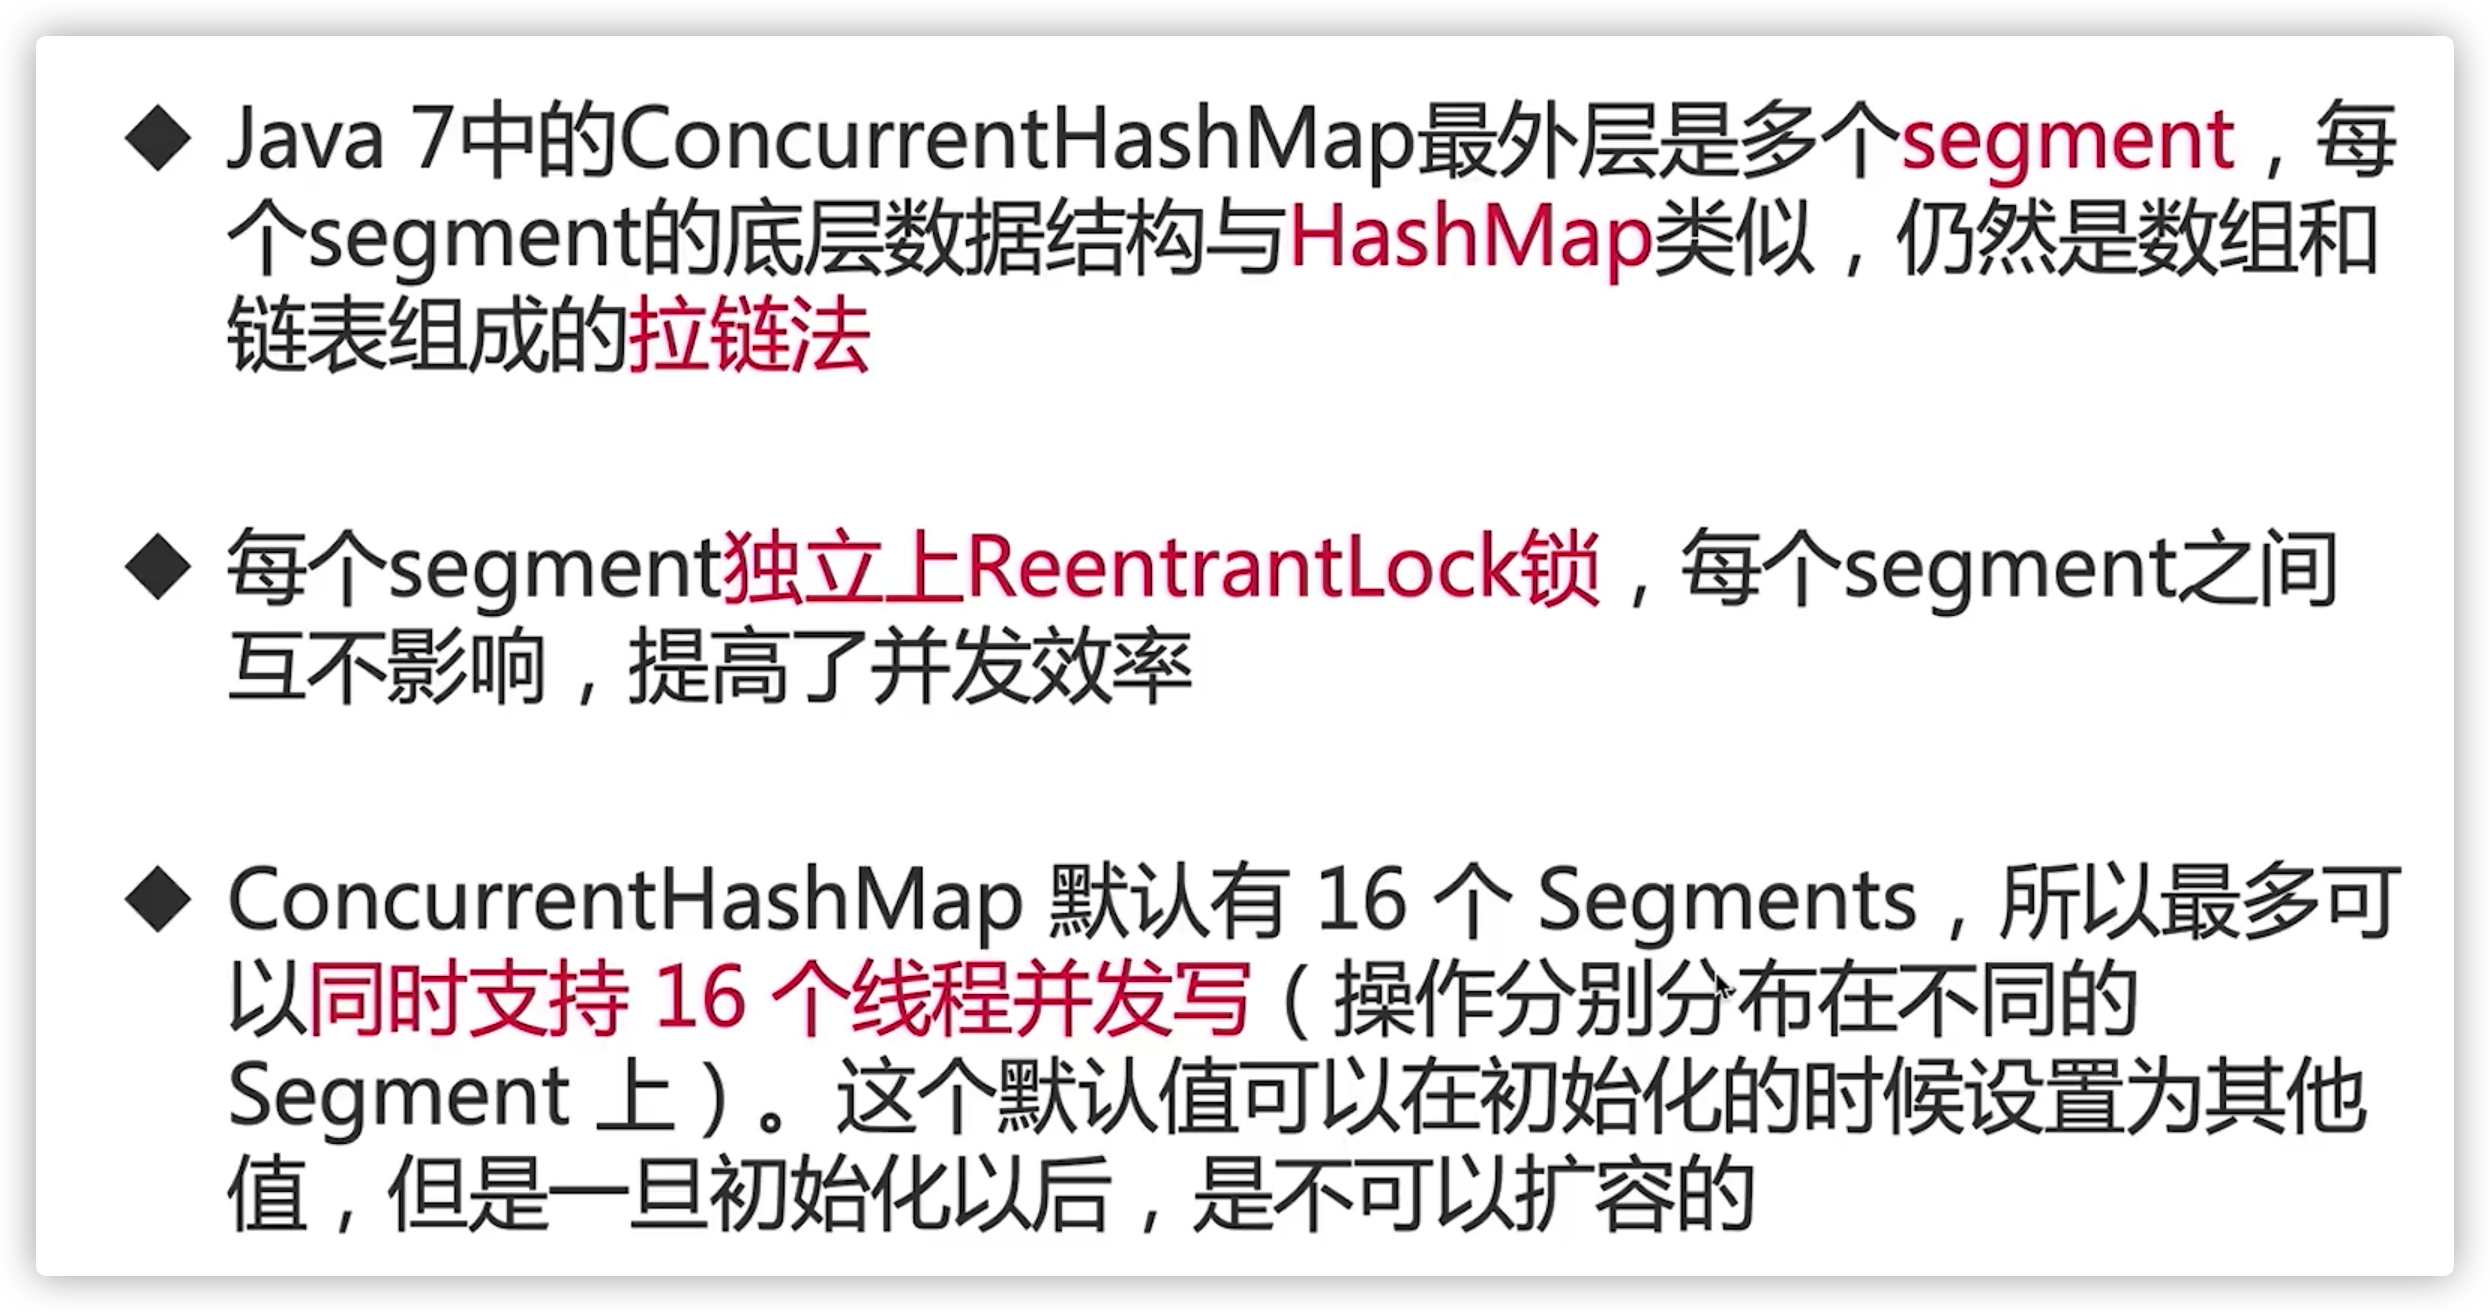 ◆ Java 7中的ConcurrentHashMap最外层是多个segment，每
个segment的底层数据结构与HashMap类似，仍然是数组和
链表组成的拉链法
◆ 每个segment独立上ReentrantLock锁，每个segment之间
互不影响，提高了并发效率
◆ ConcurrentHashMap 默认有 16 个 Segments，所以最多可
以同时支持 16 个线程并发写（操作分别分布在不同的
Segment 上）。这个默认值可以在初始化的时候设置为其他
值，但是一旦初始化以后，是不可以扩容的